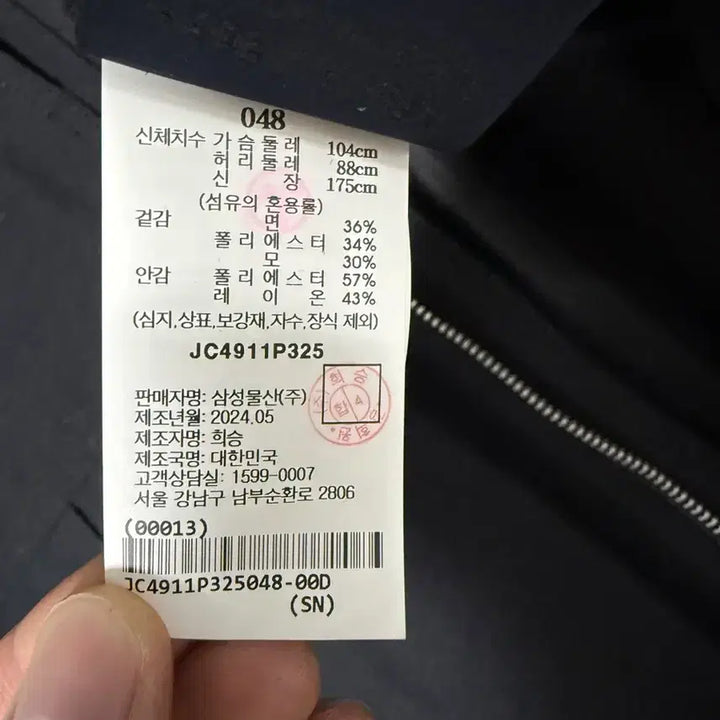 048
신체치수 가 슴 둘 레 104cm
허 리 둘 레 88cm
신 장 175cm
(섬유의 혼용률)
겉감 면 36%
폴 리 에 스 터 34%
모 30%
안감 폴 리 에 스 터 57%
레 이 온 43%
(심지,상표,보강재,자수,장식 제외)
JC4911P325
판매자명: 삼성물산(주)
제조년월: 2024.05
제조자명: 희승
제조국명: 대한민국
고객상담실: 1599-0007
서울 강남구 남부순환로 2806
(00013)
JC4911P325048-00D
(SN)
희승
합 4